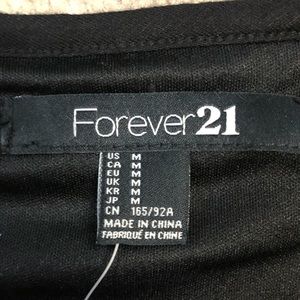 Forever21
US M
CA M
EU M
UK M
KR M
JP M
CN 165/92A
MADE IN CHINA
FABRIQUÉ EN CHINE